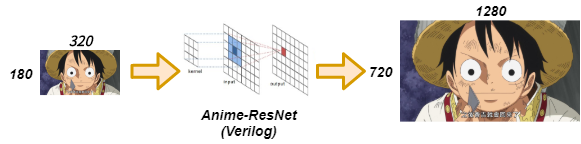 320
180
kernel
input
output
Anime-ResNet
(Verilog)
1280
720